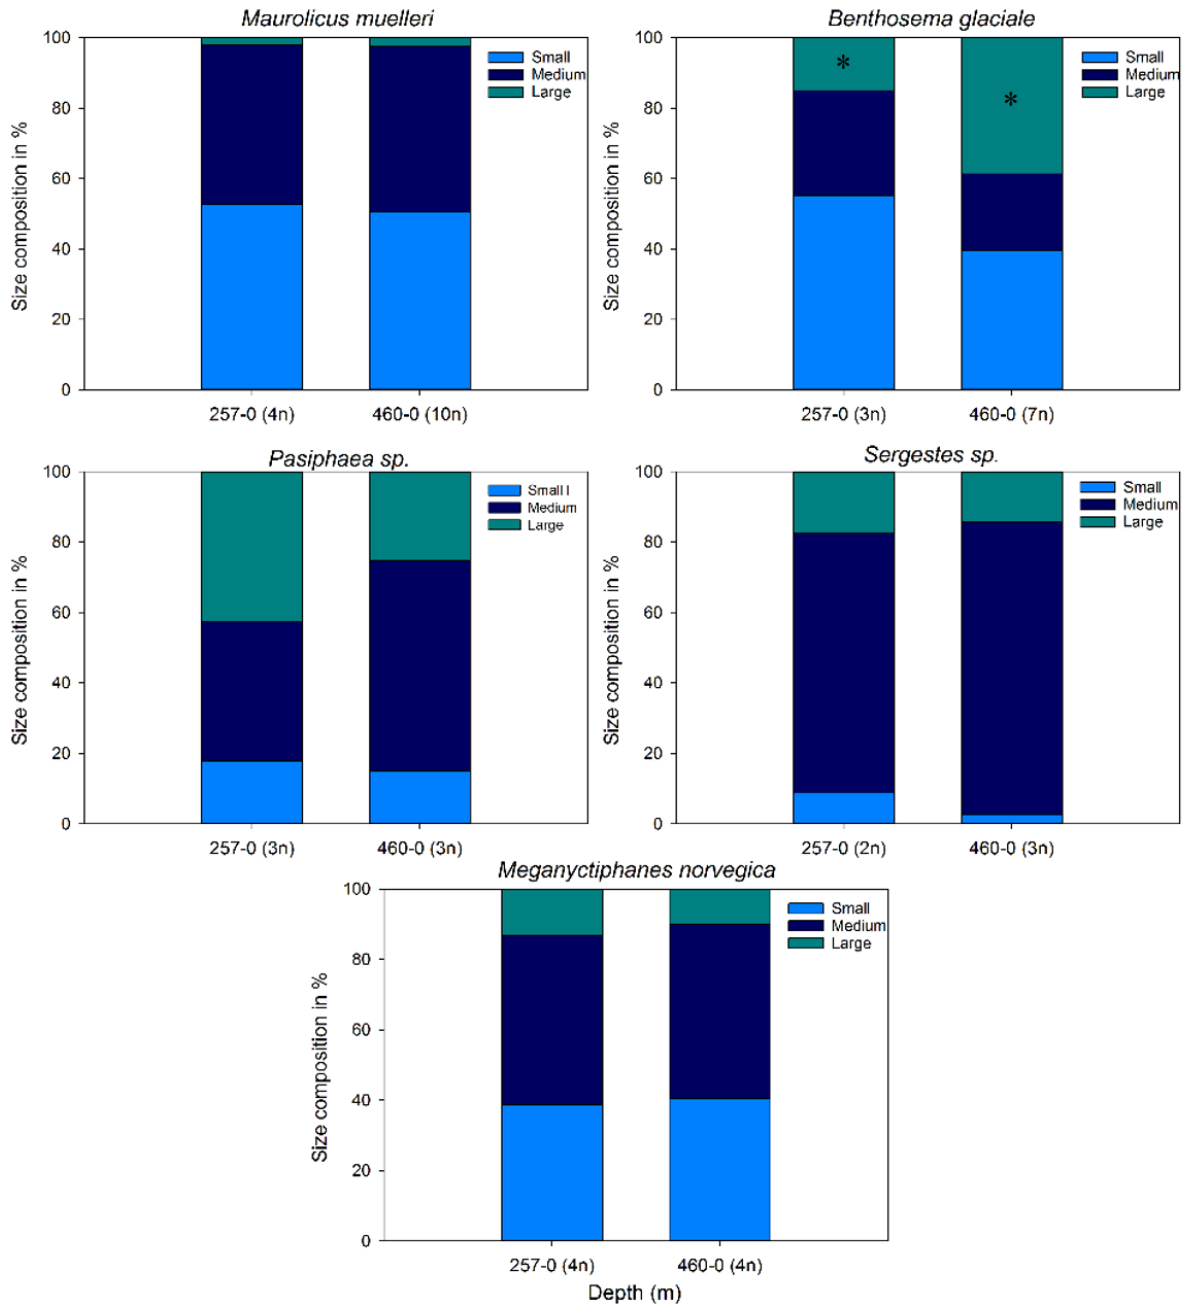 Maurolicus muelleri
Size composition in %
100
80
60
40
20
0
Small
Medium
Large
257-0 (4n)
460-0 (10n)
Benthosema glaciale
Size composition in %
100
80
60
40
20
0
*
*
Small
Medium
Large
257-0 (3n)
460-0 (7n)
Pasiphaea sp.
Size composition in %
100
80
60
40
20
0
Small l
Medium
Large
257-0 (3n)
460-0 (3n)
Sergestes sp.
Size composition in %
100
80
60
40
20
0
Small
Medium
Large
257-0 (2n)
460-0 (3n)
Meganyctiphanes norvegica
Size composition in %
100
80
60
40
20
0
Small
Medium
Large
257-0 (4n)
460-0 (4n)
Depth (m)